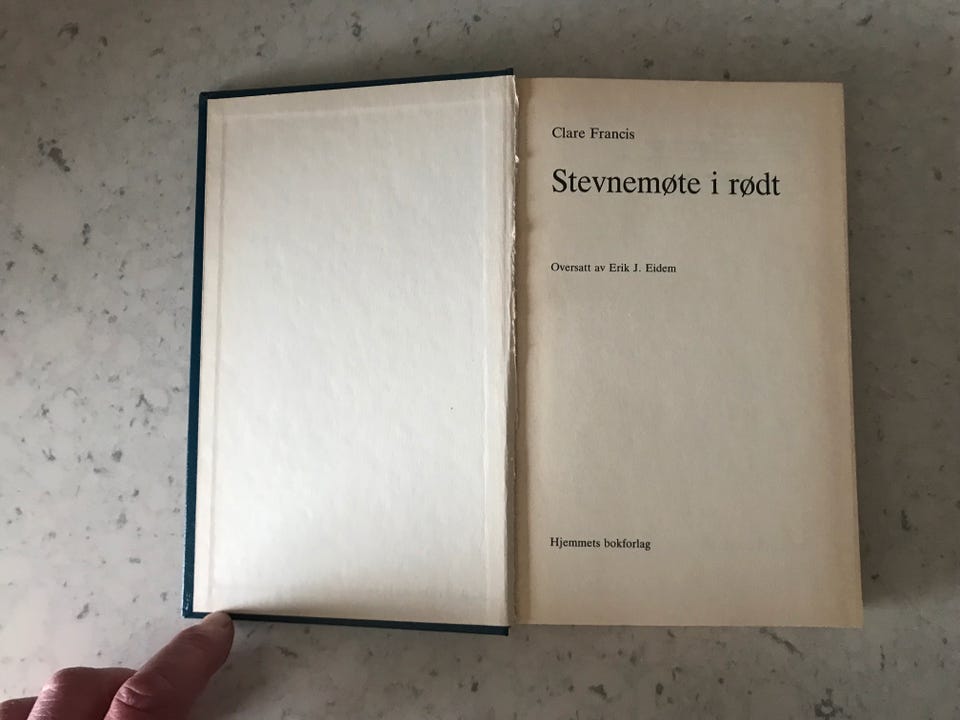 Clare Francis
Stevnemøte i rødt
Oversatt av Erik J. Eidem
Hjemmets bokforlag